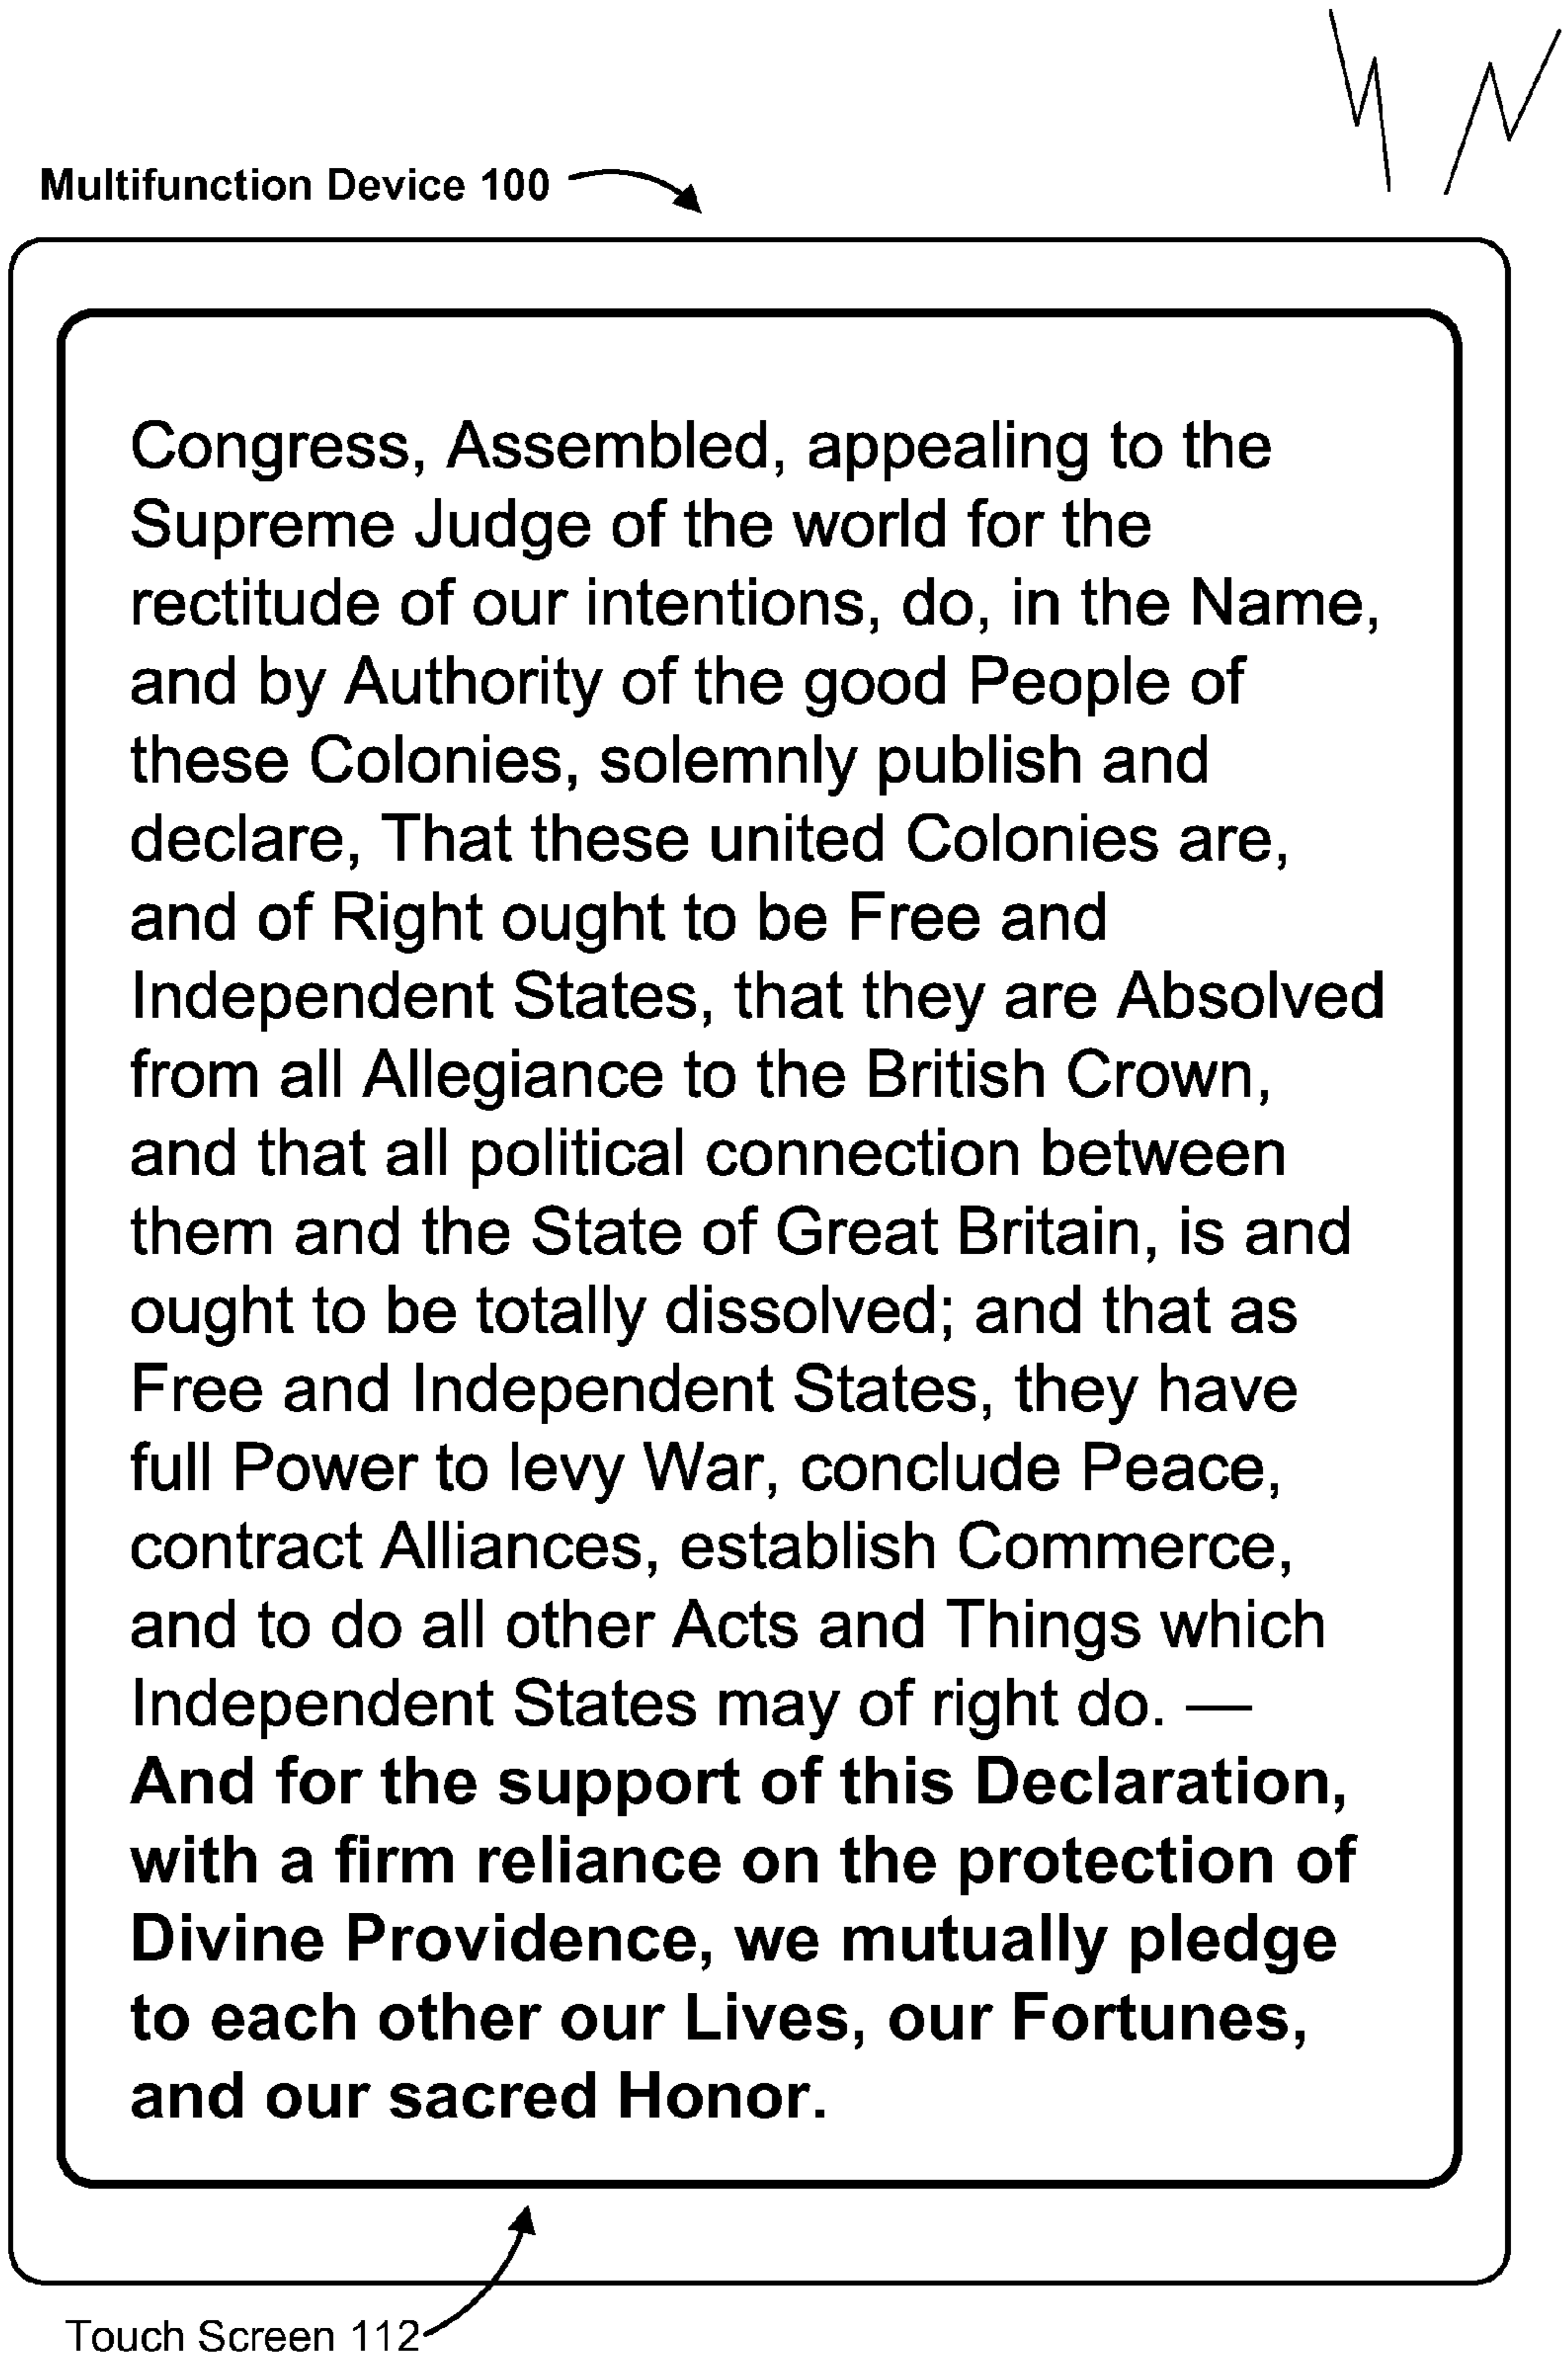 Multifunction Device 100
Congress, Assembled, appealing to the
Supreme Judge of the world for the
rectitude of our intentions, do, in the Name,
and by Authority of the good People of
these Colonies, solemnly publish and
declare, That these united Colonies are,
and of Right ought to be Free and
Independent States, that they are Absolved
from all Allegiance to the British Crown,
and that all political connection between
them and the State of Great Britain, is and
ought to be totally dissolved; and that as
Free and Independent States, they have
full Power to levy War, conclude Peace,
contract Alliances, establish Commerce,
and to do all other Acts and Things which
Independent States may of right do. —
And for the support of this Declaration,
with a firm reliance on the protection of
Divine Providence, we mutually pledge
to each other our Lives, our Fortunes,
and our sacred Honor.
Touch Screen 112